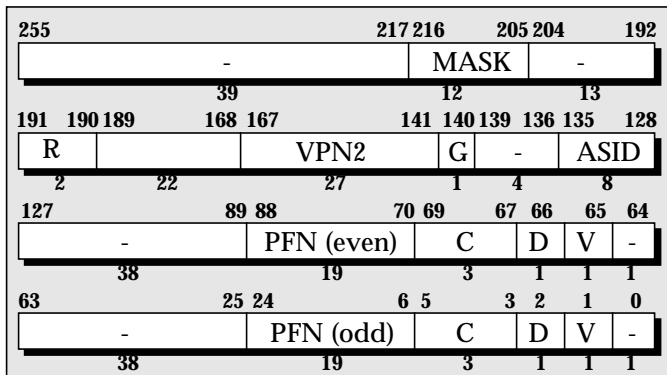 255 217 216 205 204 192
- MASK -
39 12 13
191 190 189 168 167 141 140 139 136 135 128
R VPN2 G - ASID
2 22 27 1 4 8
127 89 88 70 69 67 66 65 64
- PFN (even) C D V -
38 19 3 1 1 1
63 25 24 6 5 3 2 1 0
- PFN (odd) C D V -
38 19 3 1 1 1